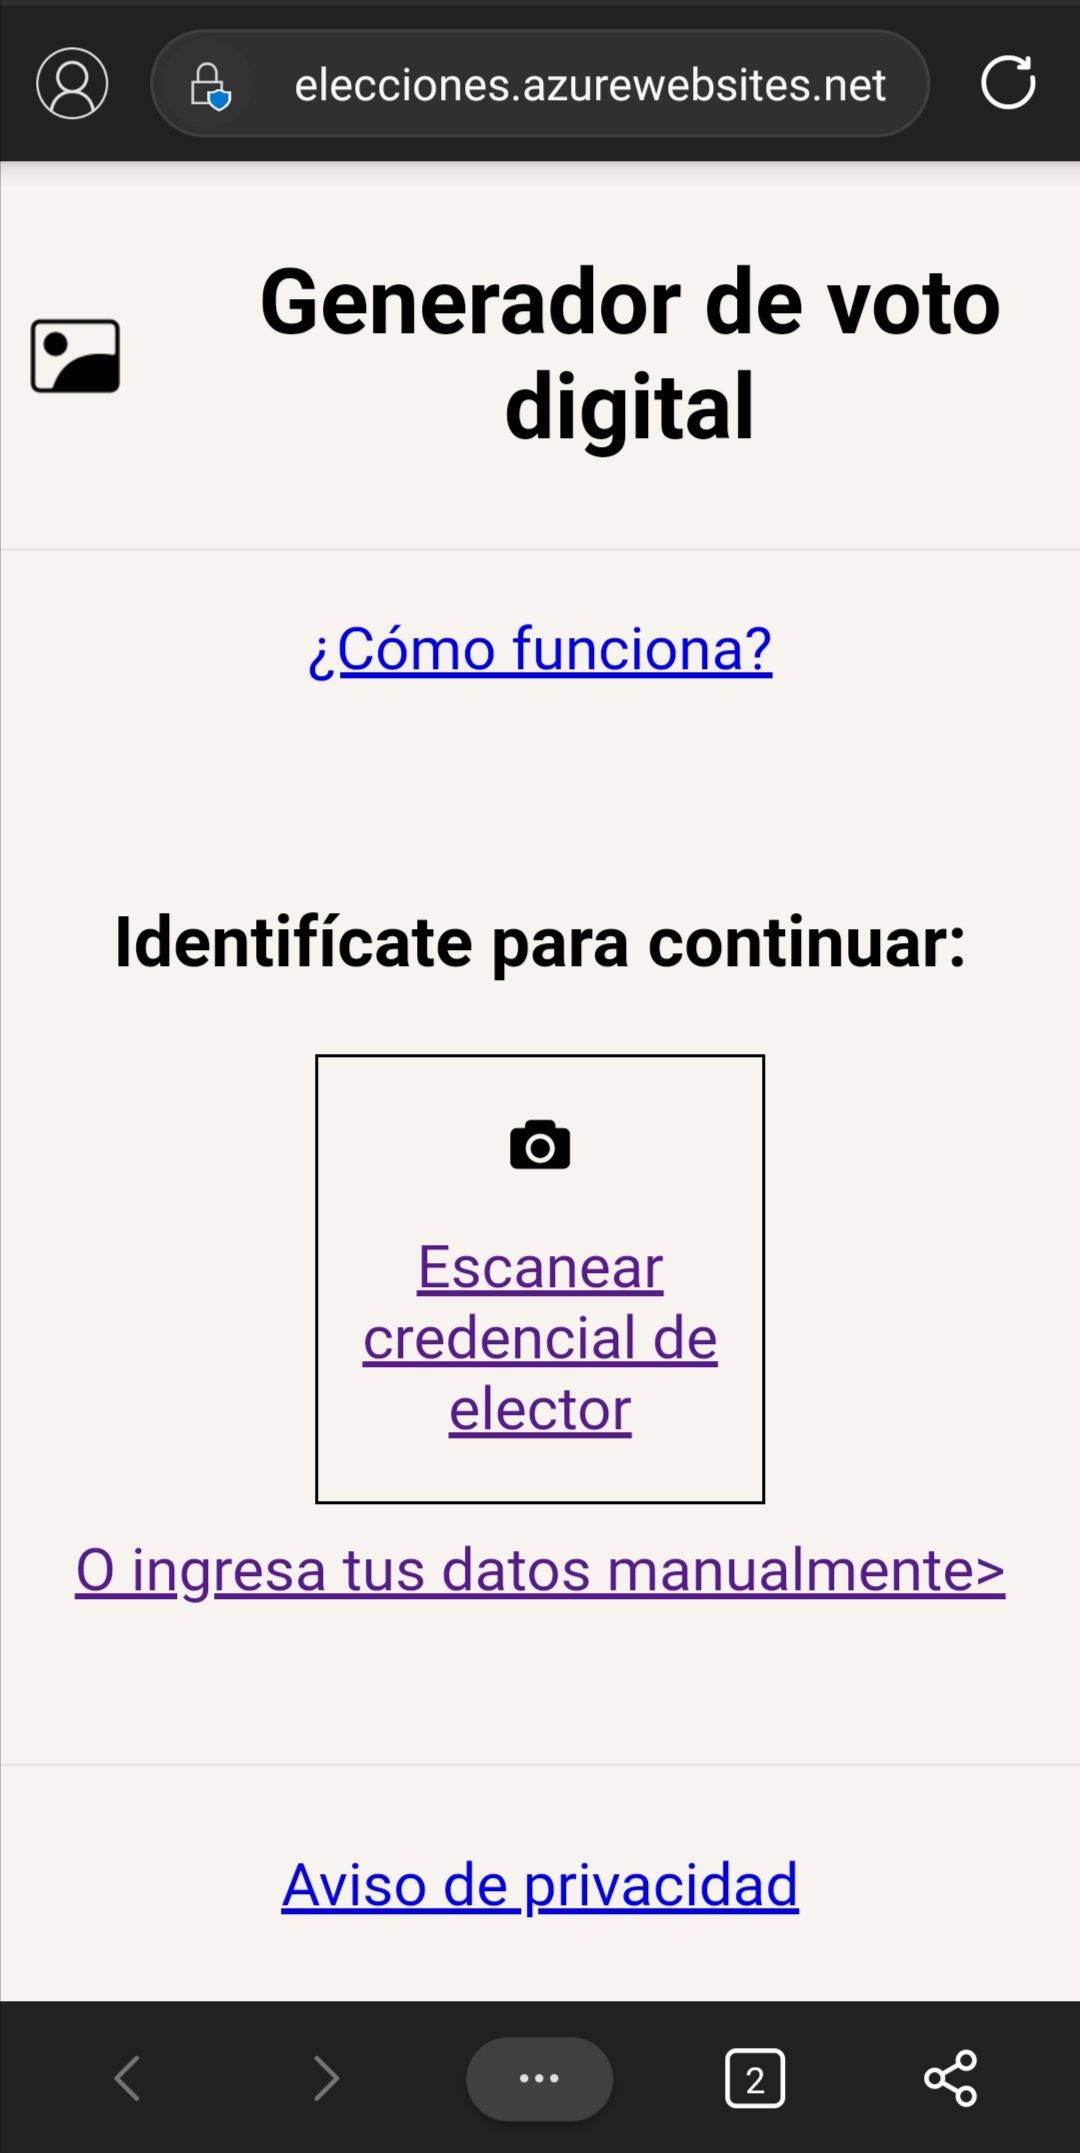 elecciones.azurewebsites.net
Generador de voto
digital
¿Cómo funciona?
Identifícate para continuar:
Escanear
credencial de
elector
O ingresa tus datos manualmente>
Aviso de privacidad
2